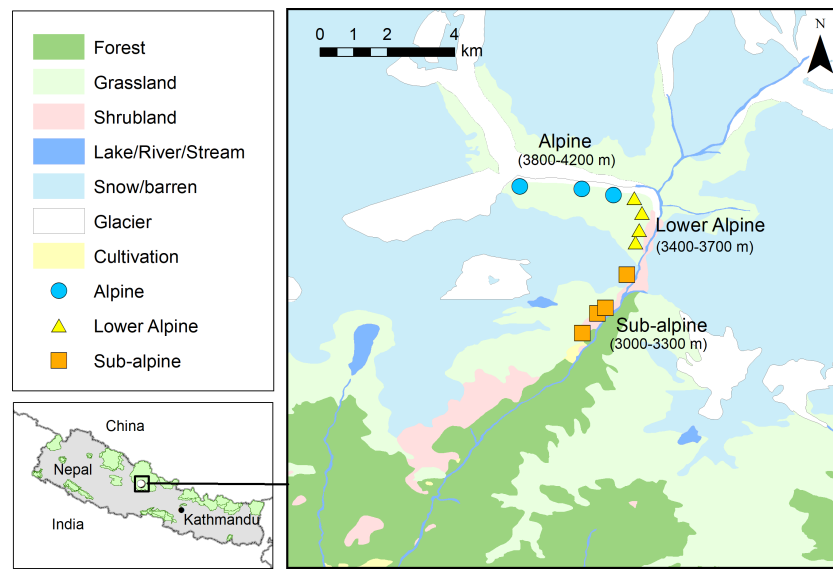 Forest
Grassland
Shrubland
Lake/River/Stream
Snow/barren
Glacier
Cultivation
Alpine
Lower Alpine
Sub-alpine
China
Nepal
India
Kathmandu
0 1 2 4
km
N
Alpine
(3800-4200 m)
Lower Alpine
(3400-3700 m)
Sub-alpine
(3000-3300 m)